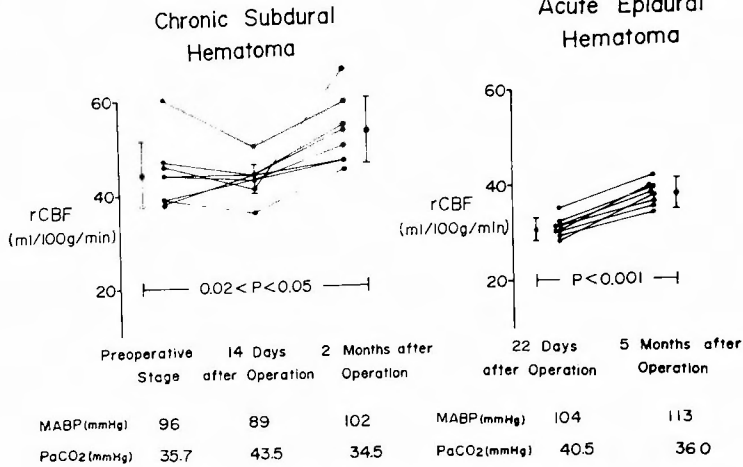 Chronic Subdural
Hematoma
60
40
20
rCBF
(ml/100g/min)
0.02 < P < 0.05
Preoperative Stage
14 Days after Operation
2 Months after Operation
MABP(mmHg) 96 89 102
PaCO2(mmHg) 35.7 43.5 34.5
Acute Epidural
Hematoma
60
40
20
rCBF
(ml/100g/min)
P<0.001
22 Days after Operation
5 Months after Operation
MABP(mmHg) 104 113
PaCO2(mmHg) 40.5 36.0